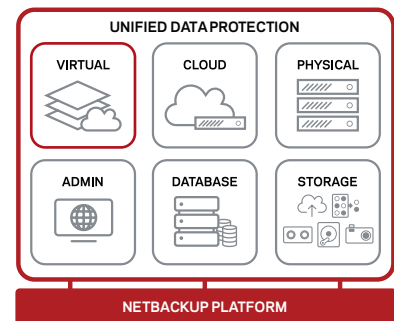 UNIFIED DATA PROTECTION
VIRTUAL
CLOUD
PHYSICAL
ADMIN
DATABASE
STORAGE
NETBACKUP PLATFORM